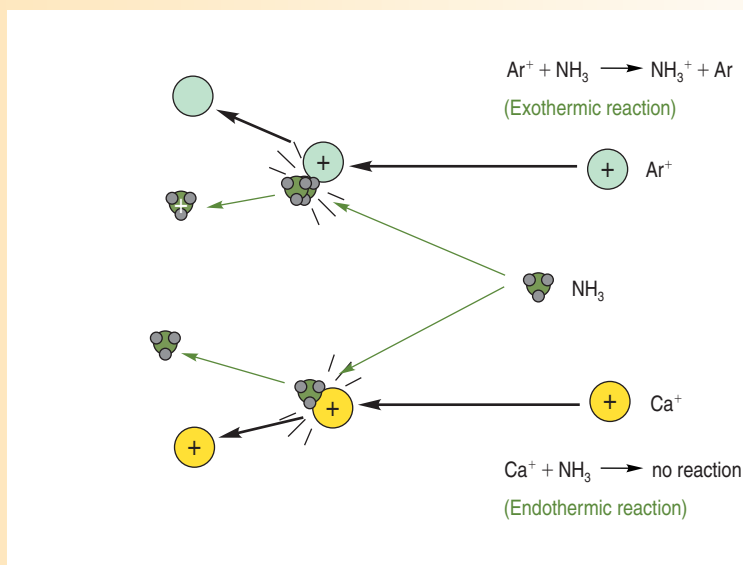 Ar⁺ + NH₃ ⟶ NH₃⁺ + Ar
(Exothermic reaction)
+
+ Ar⁺
+
NH₃
+
+ Ca⁺
+
Ca⁺ + NH₃ ⟶ no reaction
(Endothermic reaction)